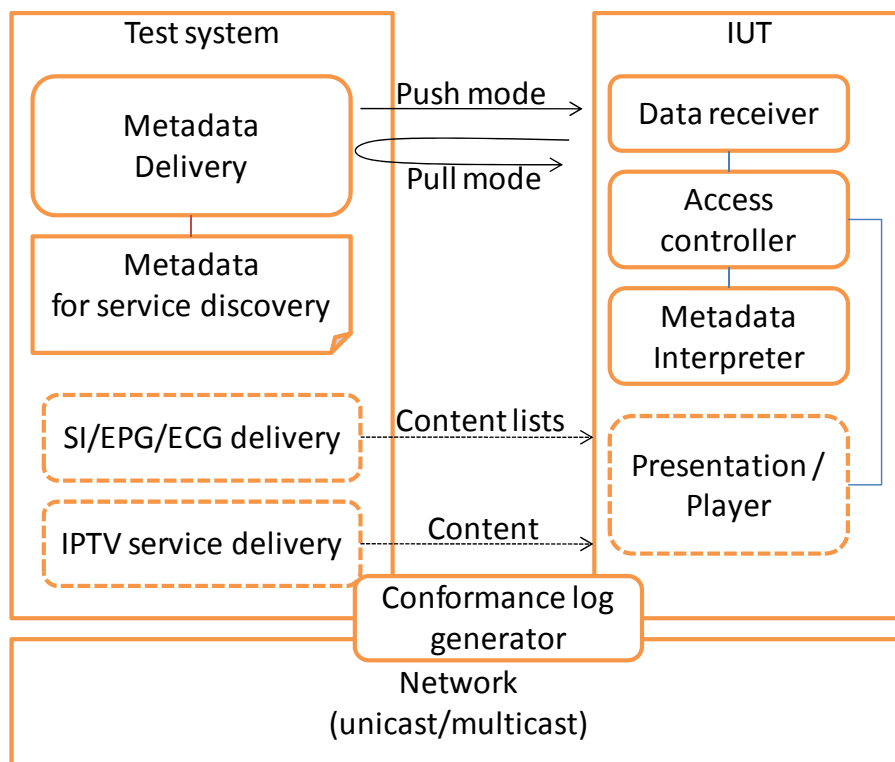 Test system
IUT
Metadata
Delivery
Push mode
Pull mode
Data receiver
Access
controller
Metadata
for service discovery
Metadata
Interpreter
SI/EPG/ECG delivery
Content lists
Presentation /
Player
IPTV service delivery
Content
Conformance log
generator
Network
(unicast/multicast)